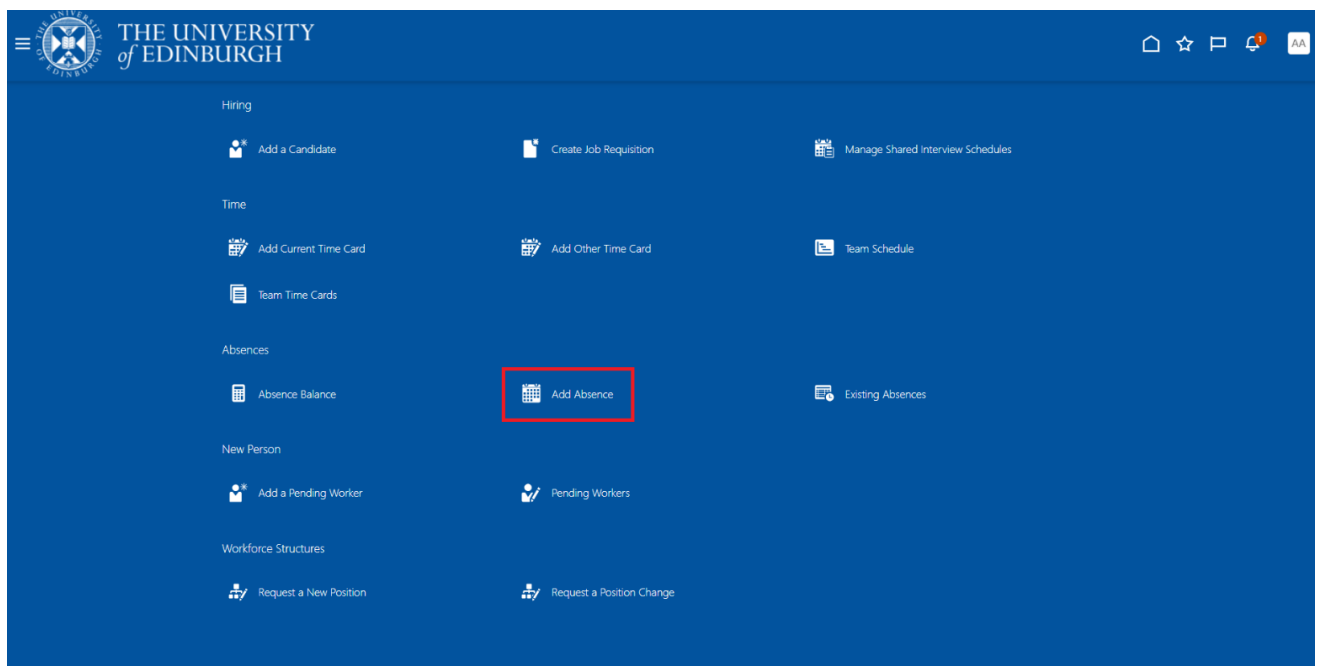 THE UNIVERSITY
of EDINBURGH
1
AA
Hiring
Add a Candidate
Create Job Requisition
Manage Shared Interview Schedules
Time
Add Current Time Card
Add Other Time Card
Team Schedule
Team Time Cards
Absences
Absence Balance
Add Absence
Existing Absences
New Person
Add a Pending Worker
Pending Workers
Workforce Structures
Request a New Position
Request a Position Change